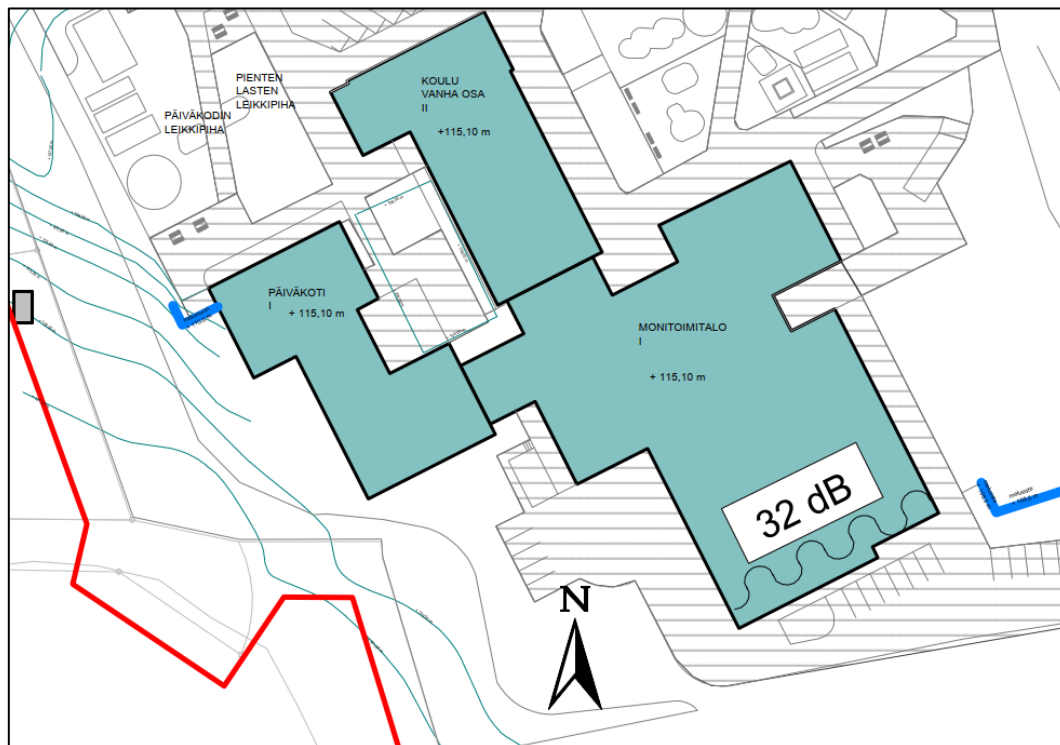 PIENTEN
LASTEN
LEIKKIPIHA
PÄIVÄKODIN
LEIKKIPIHA
KOULU
VANHA OSA
II
+115,10 m
PÄIVÄKOTI
I
+ 115,10 m
MONITOIMITALO
I
+ 115,10 m
32 dB
N